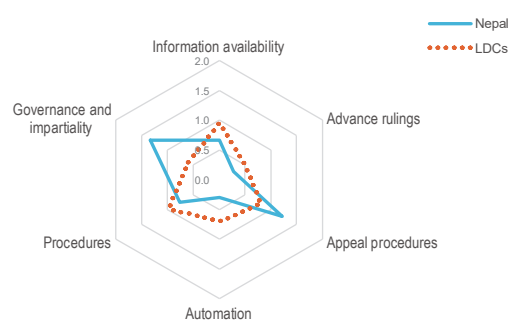 Nepal
LDCs
Information availability
2.0
Governance and
impartiality
1.5
Advance rulings
1.0
0.5
0.0
Procedures
Appeal procedures
Automation